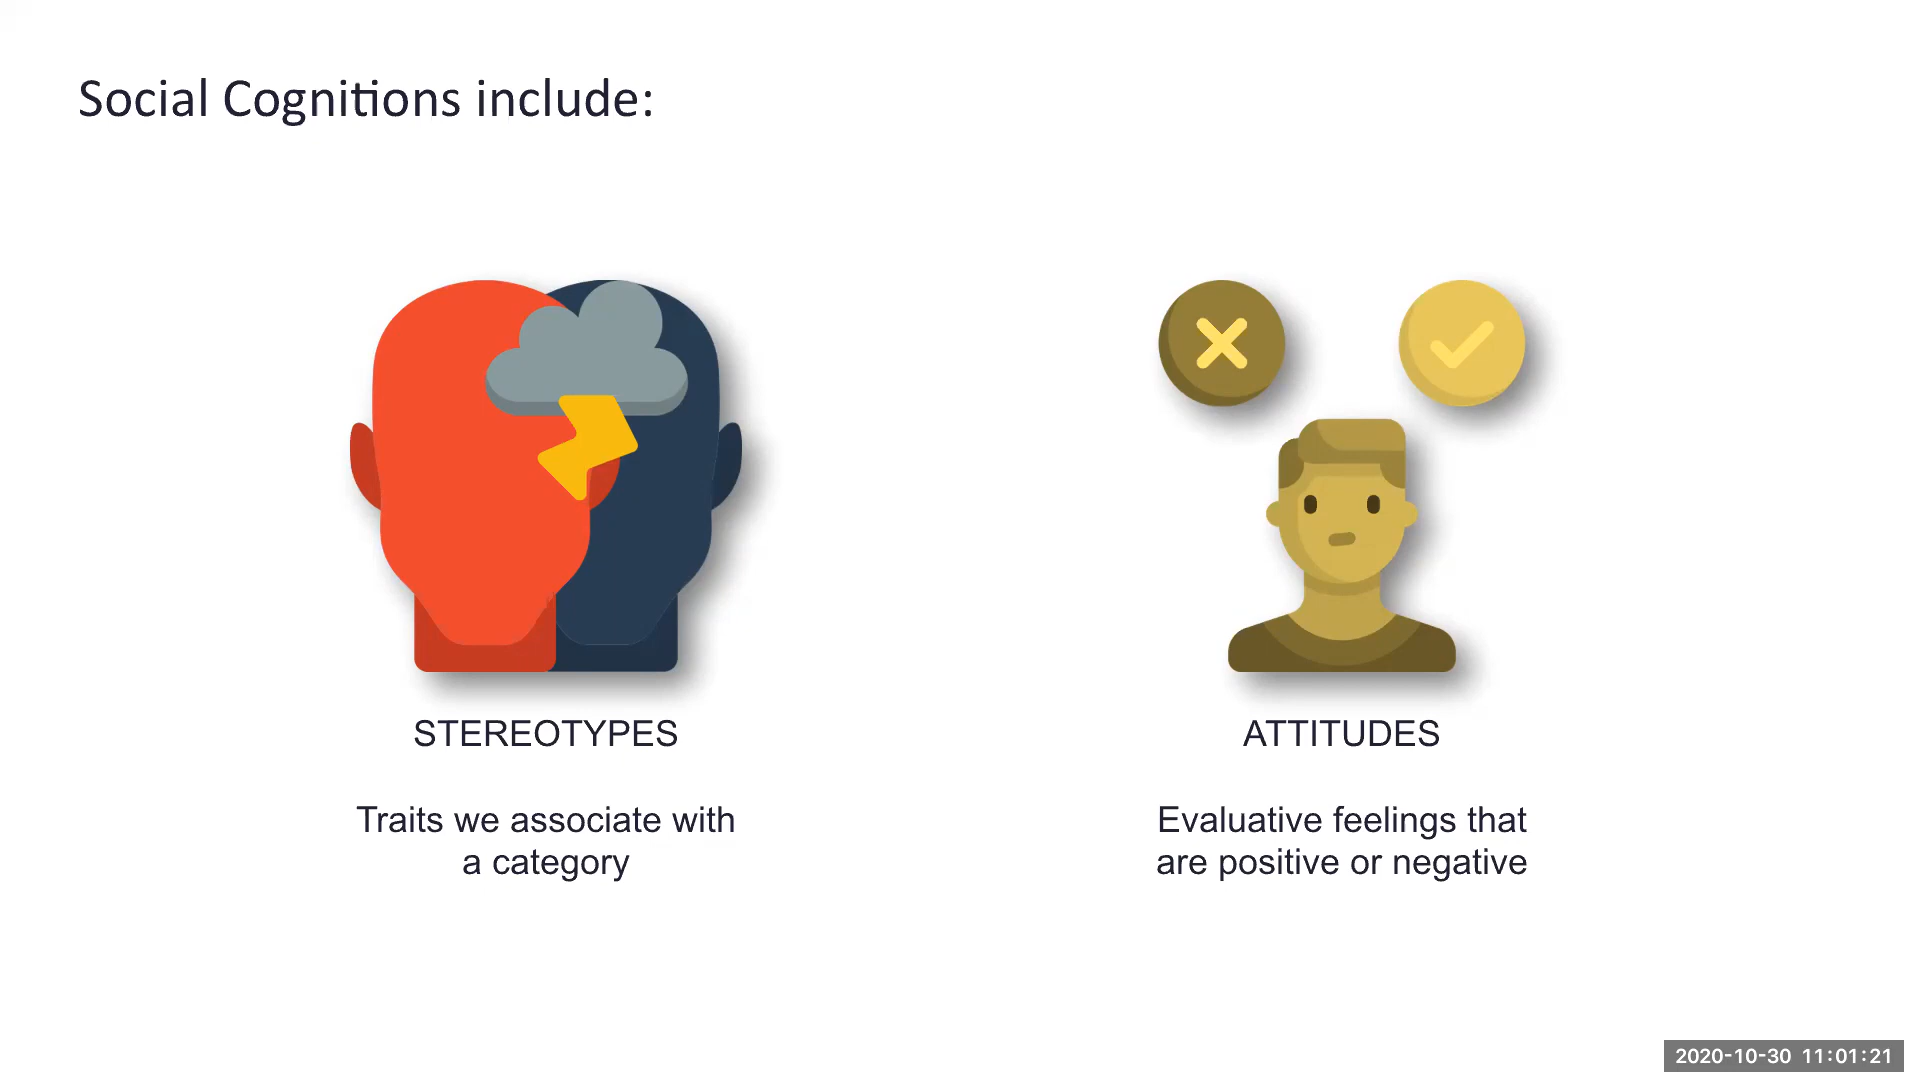 Social Cognitions include:
STEREOTYPES
Traits we associate with
a category
ATTITUDES
Evaluative feelings that
are positive or negative
2020-10-30 11:01:21